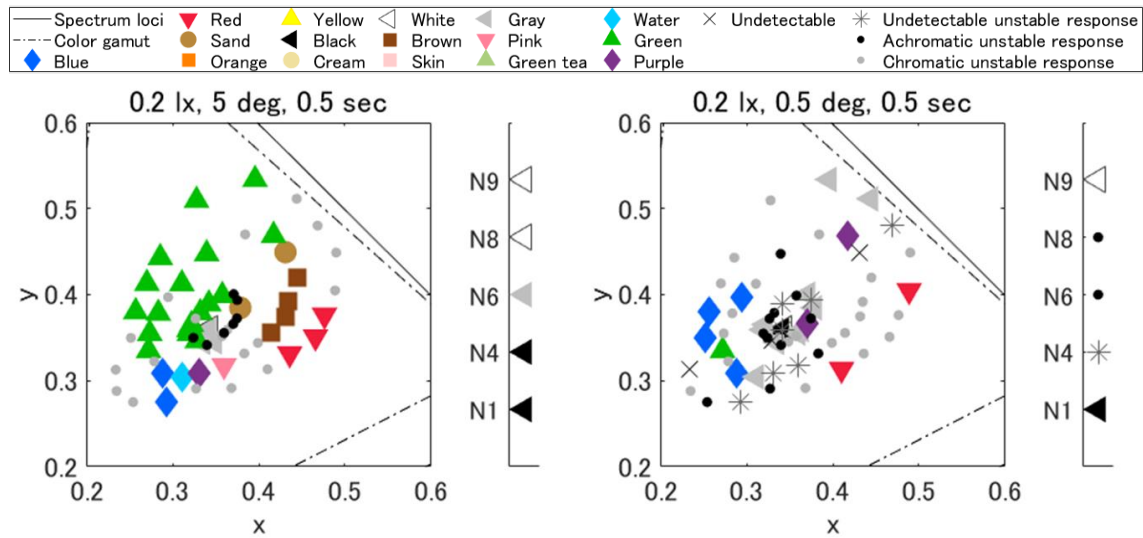 Spectrum loci Red Yellow White Gray Water Undetectable Undetectable unstable response
Color gamut Sand Black Brown Pink Green Achromatic unstable response
Blue Orange Cream Skin Green tea Purple Chromatic unstable response
0.2 lx, 5 deg, 0.5 sec
0.6
0.5
0.4
0.3
0.2
y
0.2 0.3 0.4 0.5 0.6
x
N9
N8
N6
N4
N1
0.2 lx, 0.5 deg, 0.5 sec
0.6
0.5
0.4
0.3
0.2
y
0.2 0.3 0.4 0.5 0.6
x
N9
N8
N6
N4
N1